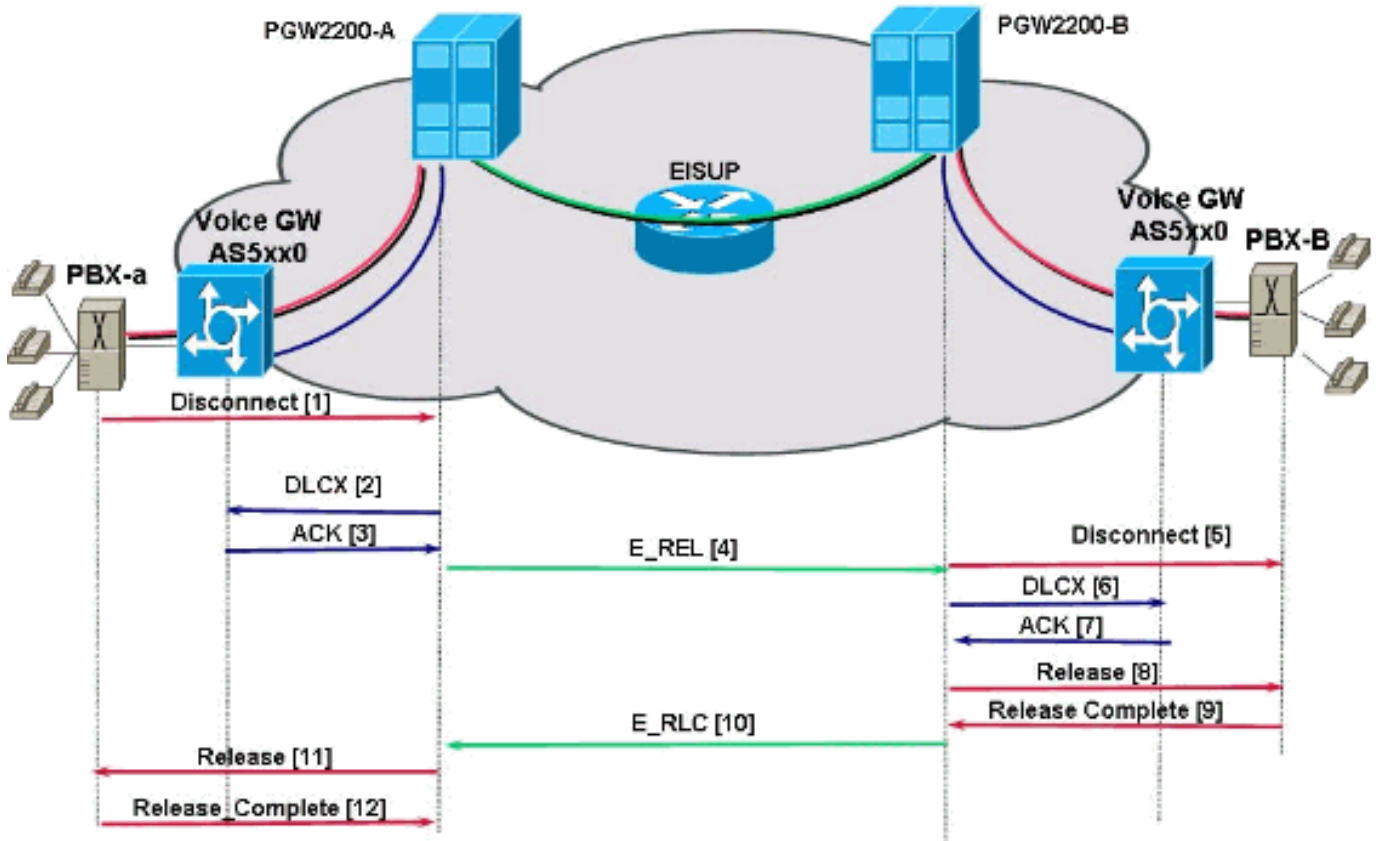 PGW2200-A
PGW2200-B
EISUP
Voice GW
AS5xx0
Voice GW
AS5xx0
PBX-a
PBX-B
Disconnect [1]
DLCX [2]
ACK [3]
E_REL [4]
Disconnect [5]
DLCX [6]
ACK [7]
Release [8]
Release Complete [9]
E_RLC [10]
Release [11]
Release_Complete [12]